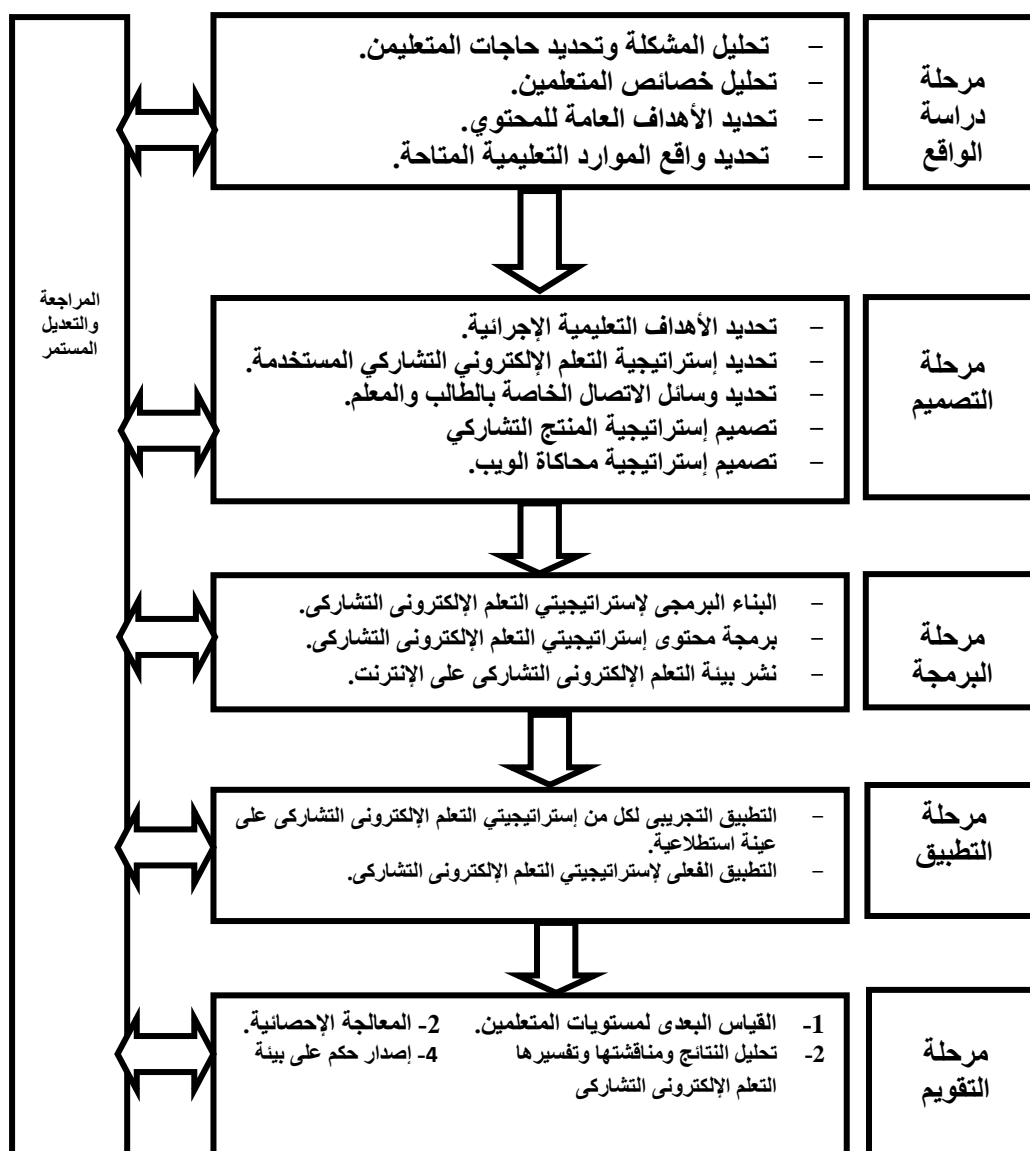 مرحلة
دراسة
الواقع
- تحليل المشكلة وتحديد حاجات المتعليمن.
- تحليل خصائص المتعلمين.
- تحديد الأهداف العامة للمحتوي.
- تحديد واقع الموارد التعليمية المتاحة.
المراجعة
والتعديل
المستمر
مرحلة
التصميم
- تحديد الأهداف التعليمية الإجرائية.
- تحديد إستراتيجية التعلم الإلكتروني التشاركي المستخدمة.
- تحديد وسائل الاتصال الخاصة بالطالب والمعلم.
- تصميم إستراتيجية المنتج التشاركي
- تصميم إستراتيجية محاكاة الويب.
مرحلة
البرمجة
- البناء البرمجى لإستراتيجيتي التعلم الإلكترونى التشاركى.
- برمجة محتوى إستراتيجيتي التعلم الإلكترونى التشاركى.
- نشر بيئة التعلم الإلكترونى التشاركى على الإنترنت.
مرحلة
التطبيق
- التطبيق التجريبى لكل من إستراتيجيتي التعلم الإلكترونى التشاركى على
عينة استطلاعية.
- التطبيق الفعلى لإستراتيجيتي التعلم الإلكترونى التشاركى.
مرحلة
التقويم
1- القياس البعدى لمستويات المتعلمين. 2- المعالجة الإحصائية.
2- تحليل النتائج ومناقشتها وتفسيرها 4- إصدار حكم على بيئة
التعلم الإلكترونى التشاركى